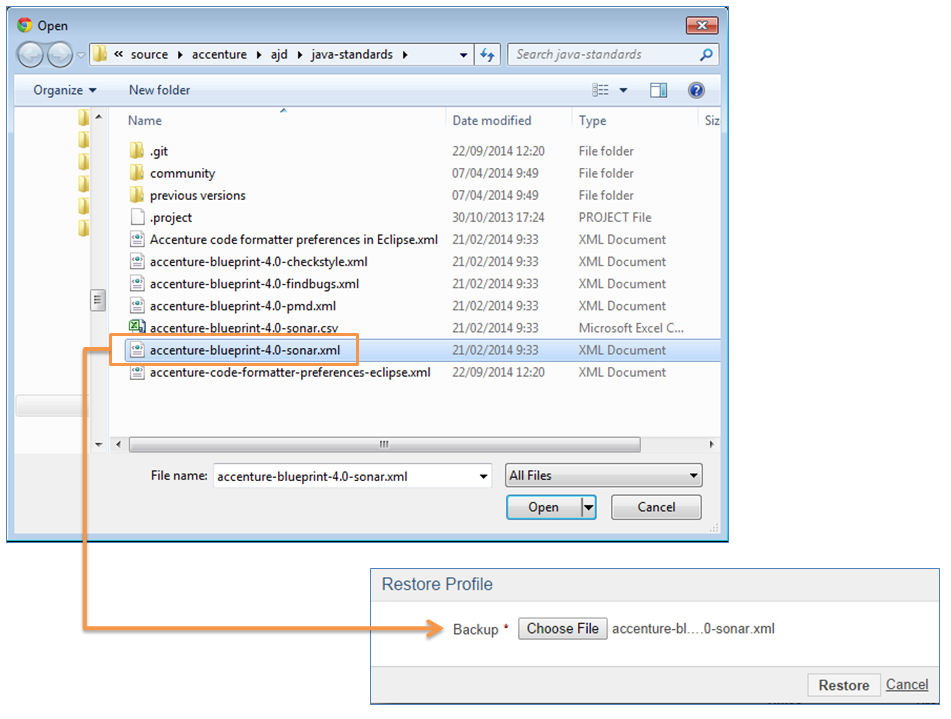 Open
« source accenture ajd java-standards Search java-standards
Organize New folder
Name Date modified Type Siz
.git 22/09/2014 12:20 File folder
community 07/04/2014 9:49 File folder
previous versions 07/04/2014 9:49 File folder
.project 30/10/2013 17:24 PROJECT File
Accenture code formatter preferences in Eclipse.xml 21/02/2014 9:33 XML Document
accenture-blueprint-4.0-checkstyle.xml 21/02/2014 9:33 XML Document
accenture-blueprint-4.0-findbugs.xml 21/02/2014 9:33 XML Document
accenture-blueprint-4.0-pmd.xml 21/02/2014 9:33 XML Document
accenture-blueprint-4.0-sonar.csv 21/02/2014 9:33 Microsoft Excel C...
accenture-blueprint-4.0-sonar.xml 21/02/2014 9:33 XML Document
accenture-code-formatter-preferences-eclipse.xml 22/09/2014 12:20 XML Document
File name: accenture-blueprint-4.0-sonar.xml All Files
Open Cancel
Restore Profile
Backup * Choose File accenture-bl....0-sonar.xml
Restore Cancel